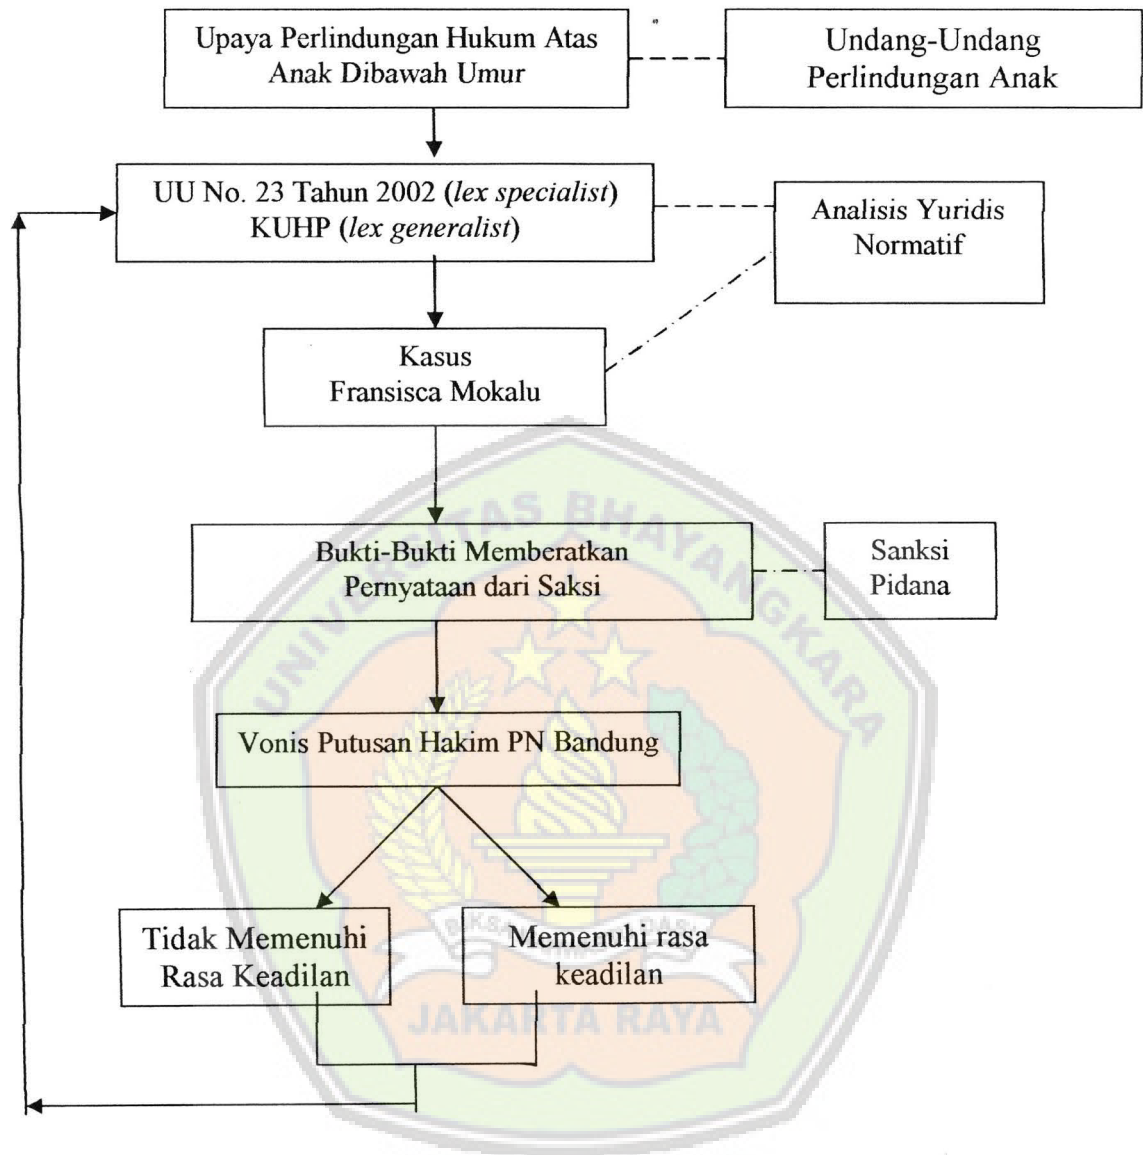 Upaya Perlindungan Hukum Atas
Anak Dibawah Umur
Undang-Undang
Perlindungan Anak
UU No. 23 Tahun 2002 (lex specialist)
KUHP (lex generalist)
Analisis Yuridis
Normatif
Kasus
Fransisca Mokalu
Bukti-Bukti Memberatkan
Pernyataan dari Saksi
Sanksi
Pidana
Vonis Putusan Hakim PN Bandung
Tidak Memenuhi
Rasa Keadilan
Memenuhi rasa
keadilan
UNIVERSITAS BHAYANGKARA
JAKARTA RAYA